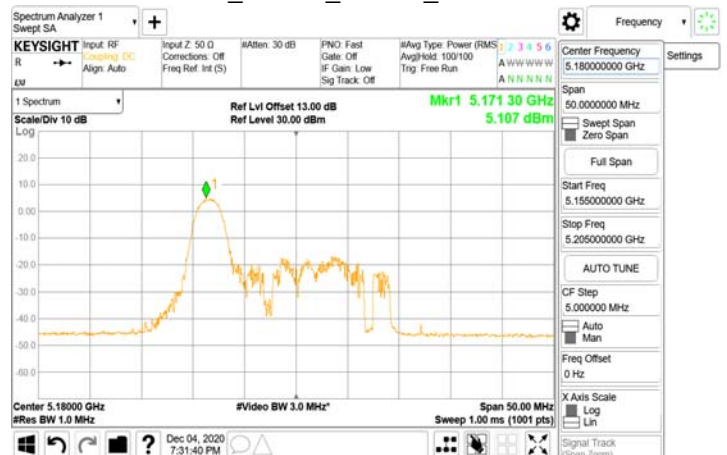 Spectrum Analyzer 1
Swept SA
Frequency
KEYSIGHT
R
Input: RF
Coupling: DC
Align: Auto
Input Z: 50 Ω
Corrections: Off
Freq Ref: Int (S)
#Atten: 30 dB
PNO: Fast
Gate: Off
IF Gain: Low
Sig Track: Off
#Avg Type: Power (RMS
Avg|Hold: 100/100
Trig: Free Run
1 2 3 4 5 6
A W W W W W
A N N N N N
Center Frequency
5.180000000 GHz
Settings
Span
50.0000000 MHz
Swept Span
Zero Span
Full Span
Start Freq
5.155000000 GHz
Stop Freq
5.205000000 GHz
AUTO TUNE
CF Step
5.000000 MHz
Auto
Man
Freq Offset
0 Hz
X Axis Scale
Log
Lin
Signal Track
(Span Zoom)
1 Spectrum
Scale/Div 10 dB
Log
Ref Lvl Offset 13.00 dB
Ref Level 30.00 dBm
Mkr1 5.171 30 GHz
5.107 dBm
1
20.0
10.0
0.00
-10.0
-20.0
-30.0
-40.0
-50.0
-60.0
Center 5.18000 GHz
#Res BW 1.0 MHz
#Video BW 3.0 MHz*
Span 50.00 MHz
Sweep 1.00 ms (1001 pts)
?
Dec 04, 2020
7:31:40 PM